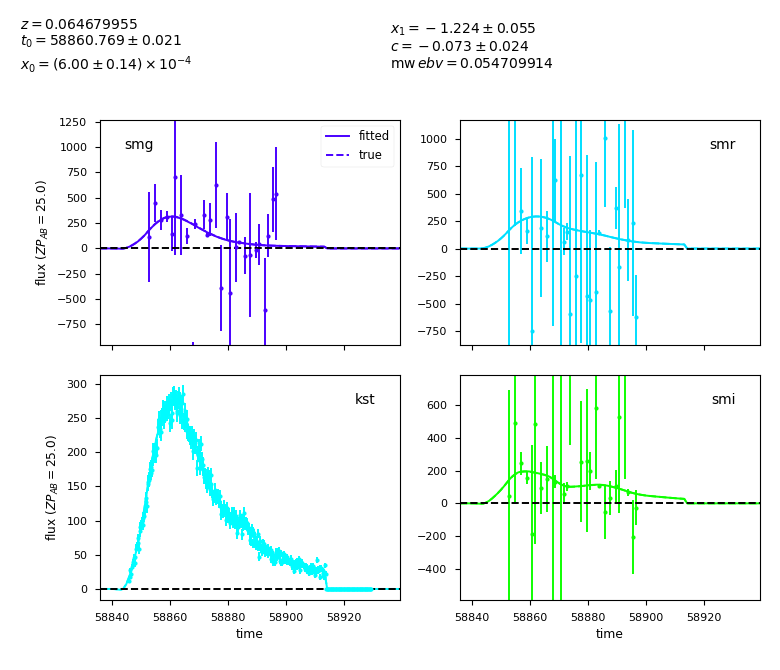 z = 0.064679955
t₀ = 58860.769 ± 0.021
x₀ = (6.00 ± 0.14) × 10⁻⁴
x₁ = −1.224 ± 0.055
c = −0.073 ± 0.024
mw ebv = 0.054709914
smg
fitted
true
1250
1000
750
500
250
0
−250
−500
−750
flux (ZP_AB = 25.0)
smr
1000
750
500
250
0
−250
−500
−750
kst
300
250
200
150
100
50
0
flux (ZP_AB = 25.0)
58840 58860 58880 58900 58920
time
smi
600
400
200
0
−200
−400
58840 58860 58880 58900 58920
time